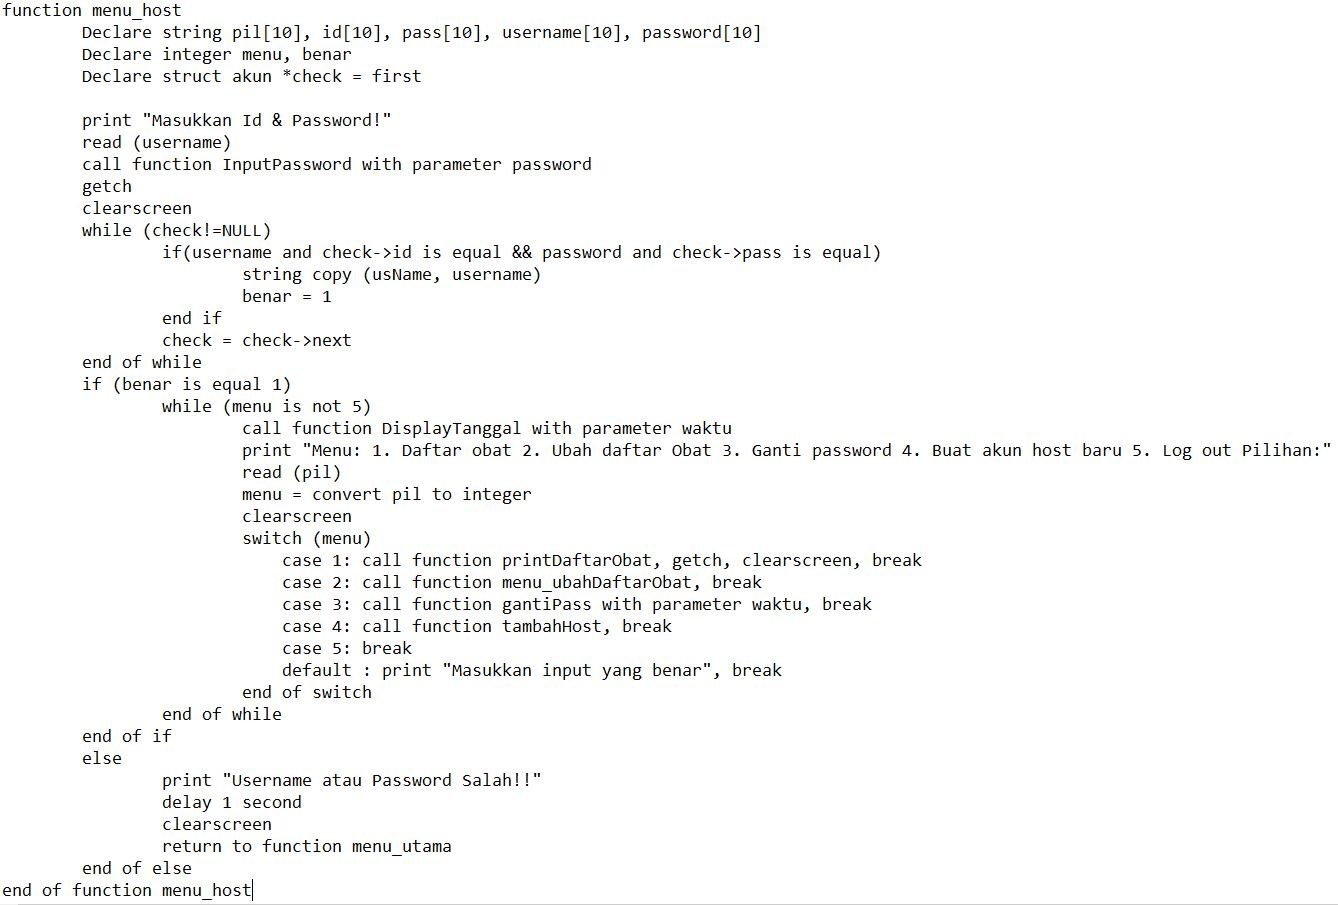 function menu_host
Declare string pil[10], id[10], pass[10], username[10], password[10]
Declare integer menu, benar
Declare struct akun *check = first
print "Masukkan Id & Password!"
read (username)
call function InputPassword with parameter password
getch
clearscreen
while (check!=NULL)
if(username and check->id is equal && password and check->pass is equal)
string copy (usName, username)
benar = 1
end if
check = check->next
end of while
if (benar is equal 1)
while (menu is not 5)
call function DisplayTanggal with parameter waktu
print "Menu: 1. Daftar obat 2. Ubah daftar Obat 3. Ganti password 4. Buat akun host baru 5. Log out Pilihan:"
read (pil)
menu = convert pil to integer
clearscreen
switch (menu)
case 1: call function printDaftarObat, getch, clearscreen, break
case 2: call function menu_ubahDaftarObat, break
case 3: call function gantiPass with parameter waktu, break
case 4: call function tambahHost, break
case 5: break
default : print "Masukkan input yang benar", break
end of switch
end of while
end of if
else
print "Username atau Password Salah!!"
delay 1 second
clearscreen
return to function menu_utama
end of else
end of function menu_host